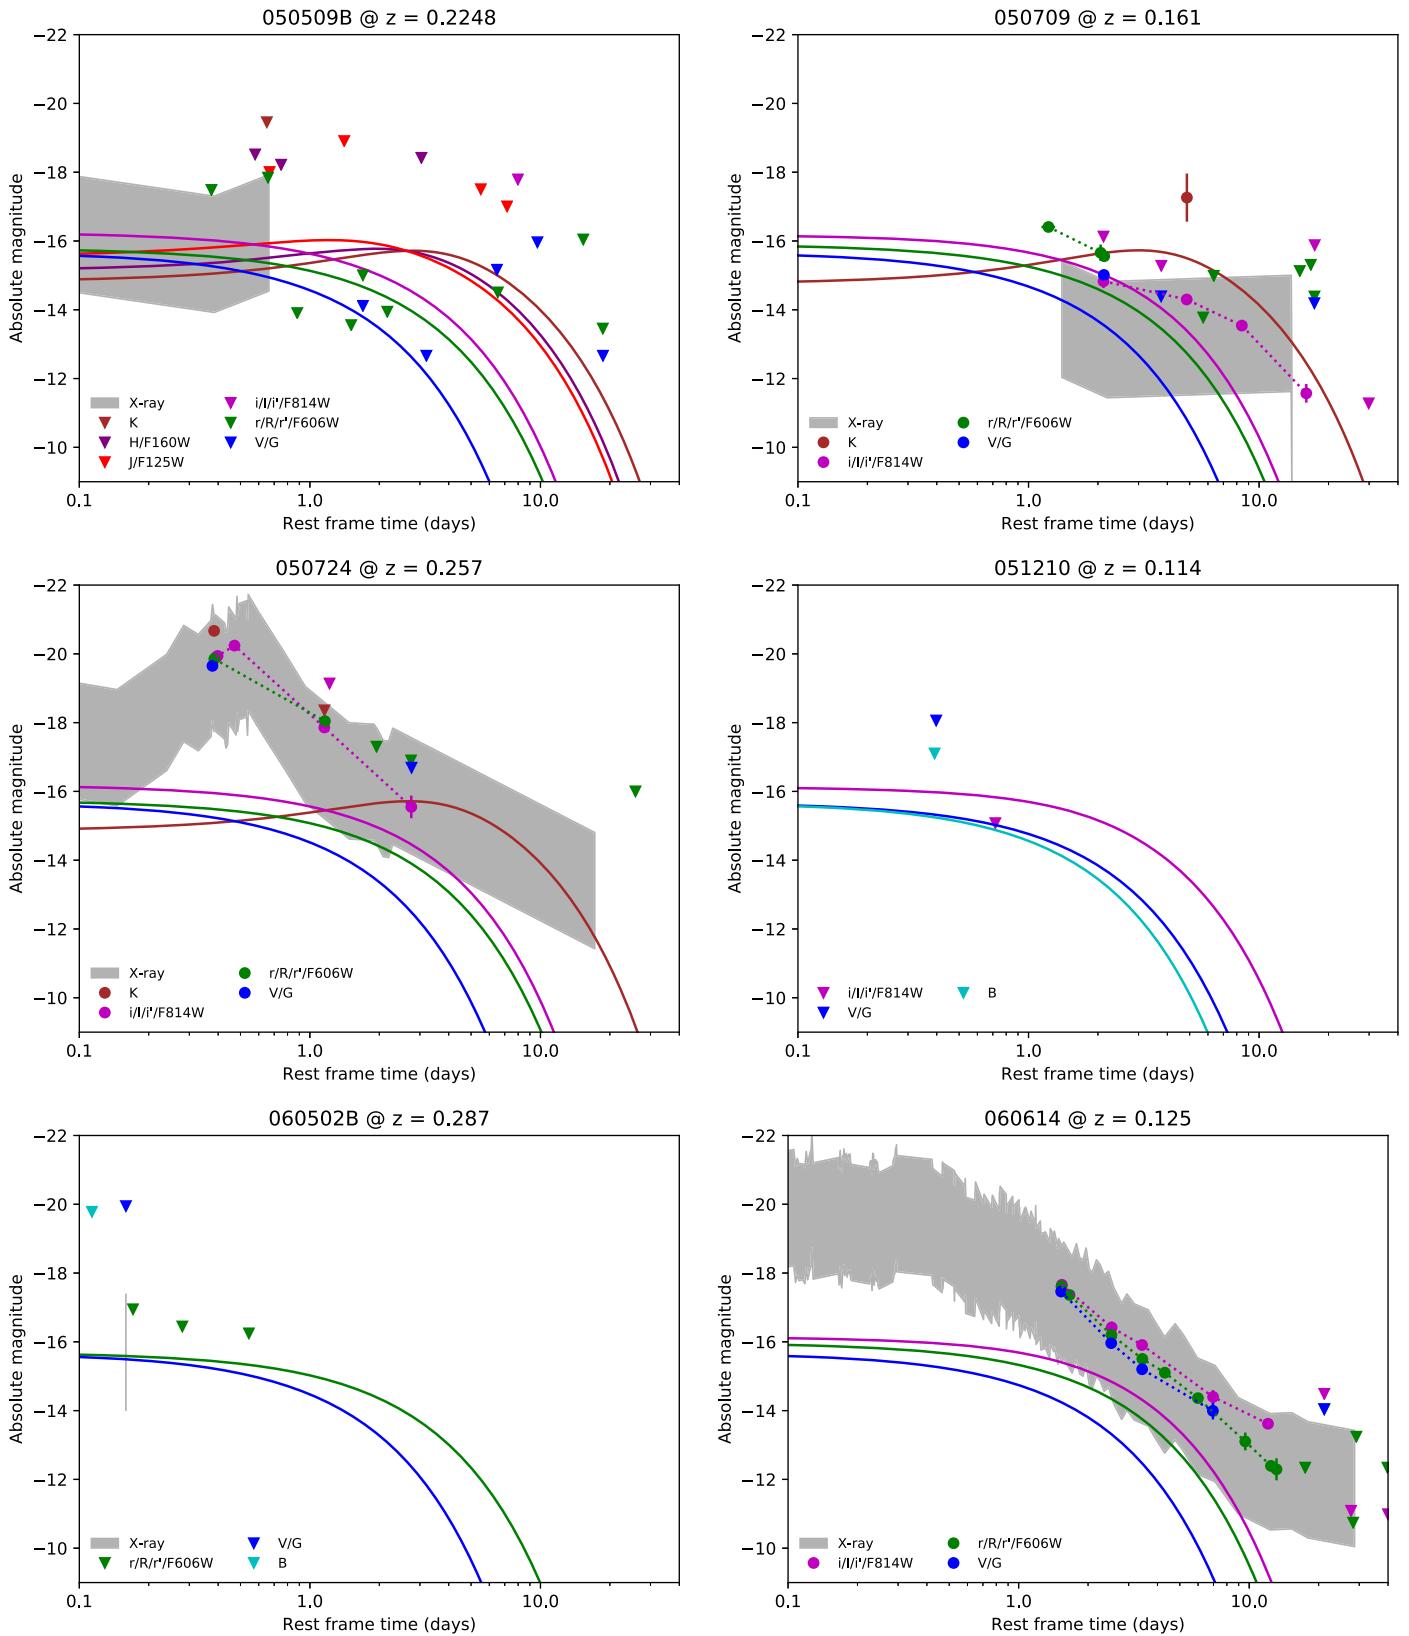 050509B @ z = 0.2248
−22
−20
−18
−16
−14
−12
−10
Absolute magnitude
X-ray
K
H/F160W
J/F125W
i/I/i'/F814W
r/R/r'/F606W
V/G
0.1
1.0
10.0
Rest frame time (days)
050709 @ z = 0.161
−22
−20
−18
−16
−14
−12
−10
Absolute magnitude
X-ray
K
i/I/i'/F814W
r/R/r'/F606W
V/G
0.1
1.0
10.0
Rest frame time (days)
050724 @ z = 0.257
−22
−20
−18
−16
−14
−12
−10
Absolute magnitude
X-ray
K
i/I/i'/F814W
r/R/r'/F606W
V/G
0.1
1.0
10.0
Rest frame time (days)
051210 @ z = 0.114
−22
−20
−18
−16
−14
−12
−10
Absolute magnitude
i/I/i'/F814W
V/G
B
0.1
1.0
10.0
Rest frame time (days)
060502B @ z = 0.287
−22
−20
−18
−16
−14
−12
−10
Absolute magnitude
X-ray
r/R/r'/F606W
V/G
B
0.1
1.0
10.0
Rest frame time (days)
060614 @ z = 0.125
−22
−20
−18
−16
−14
−12
−10
Absolute magnitude
X-ray
i/I/i'/F814W
r/R/r'/F606W
V/G
0.1
1.0
10.0
Rest frame time (days)